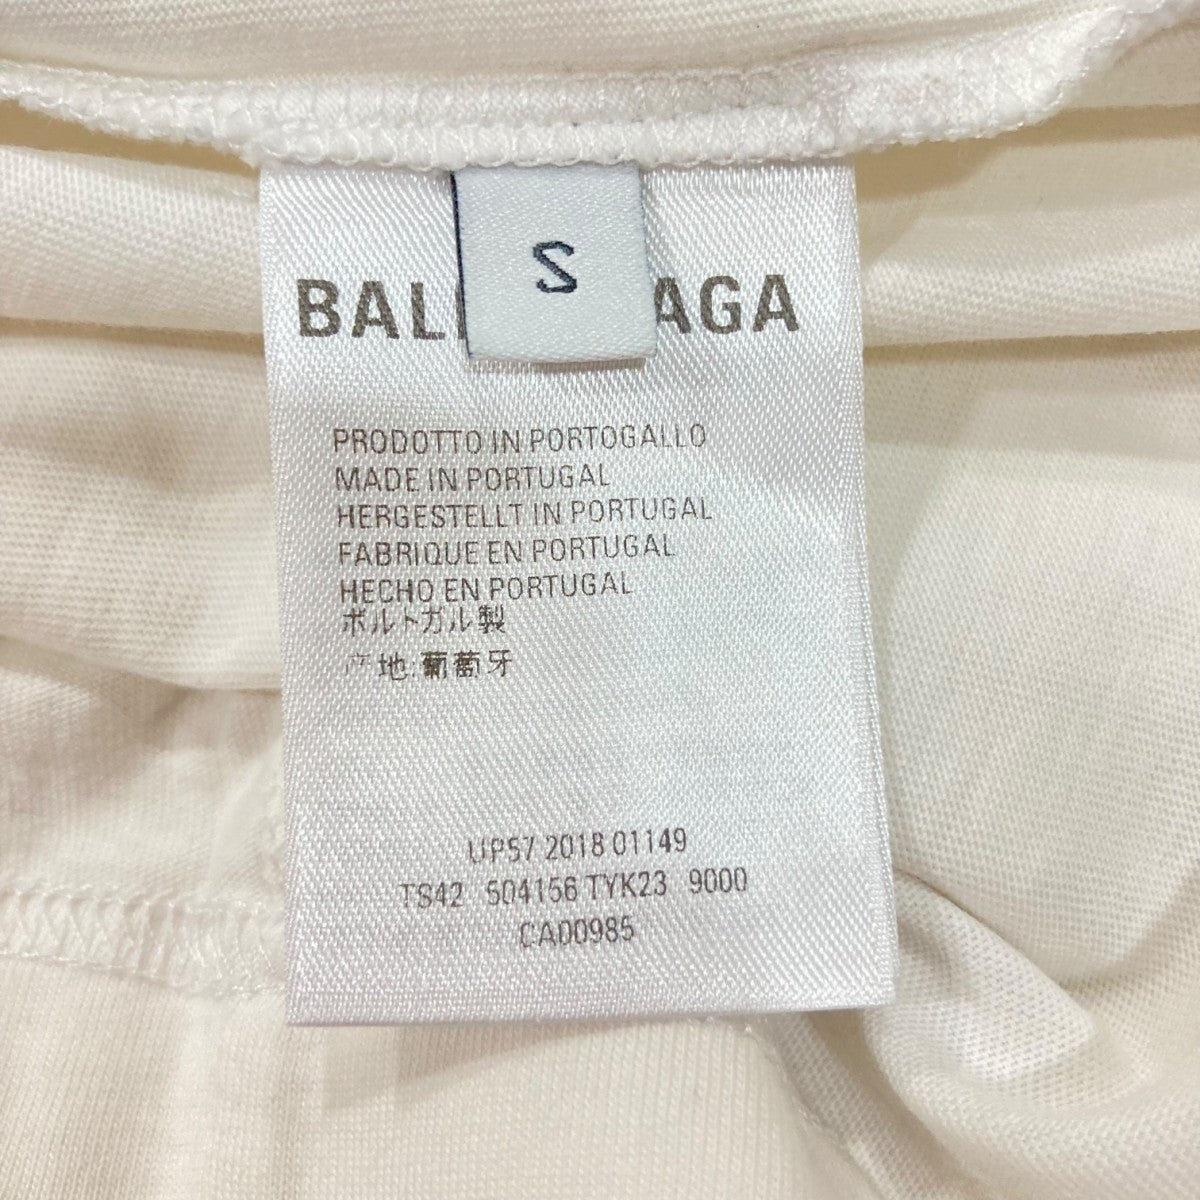 S
BAL AGA
PRODOTTO IN PORTOGALLO
MADE IN PORTUGAL
HERGESTELLT IN PORTUGAL
FABRIQUE EN PORTUGAL
HECHO EN PORTUGAL
ポルトガル製
产地:葡萄牙
UP57 2018 01149
TS42 504156 TYK23 9000
CA00985